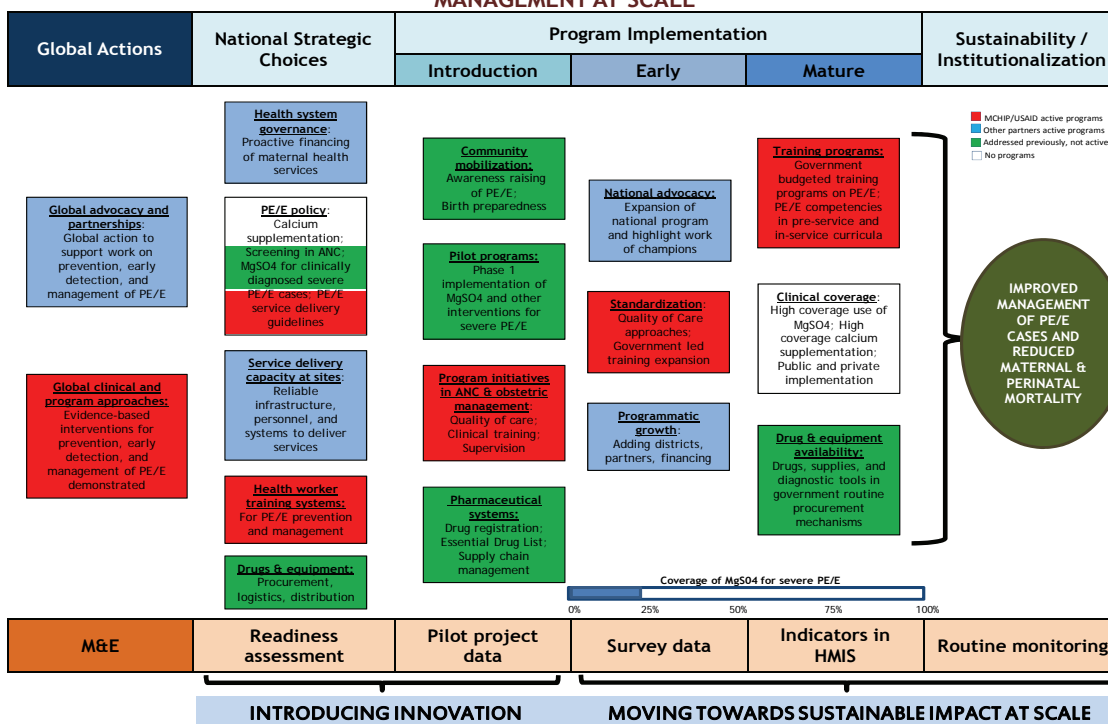 MANAGEMENT AT SCALE
Global Actions
National Strategic
Choices
Program Implementation
Introduction
Early
Mature
Sustainability /
Institutionalization
MCHIP/USAID active programs
Other partners active programs
Addressed previously, not active
No programs
Global advocacy and
partnerships:
Global action to
support work on
prevention, early
detection, and
management of PE/E
Global clinical and
program approaches:
Evidence-based
interventions for
prevention, early
detection, and
management of PE/E
demonstrated
Health system
governance:
Proactive financing
of maternal health
services
PE/E policy:
Calcium
supplementation;
Screening in ANC;
MgSO4 for clinically
diagnosed severe
PE/E cases; PE/E
service delivery
guidelines
Service delivery
capacity at sites:
Reliable
infrastructure,
personnel, and
systems to deliver
services
Health worker
training systems:
For PE/E prevention
and management
Drugs & equipment:
Procurement,
logistics, distribution
Community
mobilization:
Awareness raising
of PE/E;
Birth preparedness
Pilot programs:
Phase 1
implementation of
MgSO4 and other
interventions for
severe PE/E
Program initiatives
in ANC & obstetric
management:
Quality of care;
Clinical training;
Supervision
Pharmaceutical
systems:
Drug registration;
Essential Drug List;
Supply chain
management
National advocacy:
Expansion of
national program
and highlight work
of champions
Standardization:
Quality of Care
approaches;
Government led
training expansion
Programmatic
growth:
Adding districts,
partners, financing
Training programs:
Government
budgeted training
programs on PE/E;
PE/E competencies
in pre-service and
in-service curricula
Clinical coverage:
High coverage use of
MgSO4; High
coverage calcium
supplementation;
Public and private
implementation
Drug & equipment
availability:
Drugs, supplies, and
diagnostic tools in
government routine
procurement
mechanisms
IMPROVED
MANAGEMENT
OF PE/E
CASES AND
REDUCED
MATERNAL &
PERINATAL
MORTALITY
Coverage of MgS04 for severe PE/E
0% 25% 50% 75% 100%
M&E
Readiness
assessment
Pilot project
data
Survey data
Indicators in
HMIS
Routine monitoring
INTRODUCING INNOVATION
MOVING TOWARDS SUSTAINABLE IMPACT AT SCALE